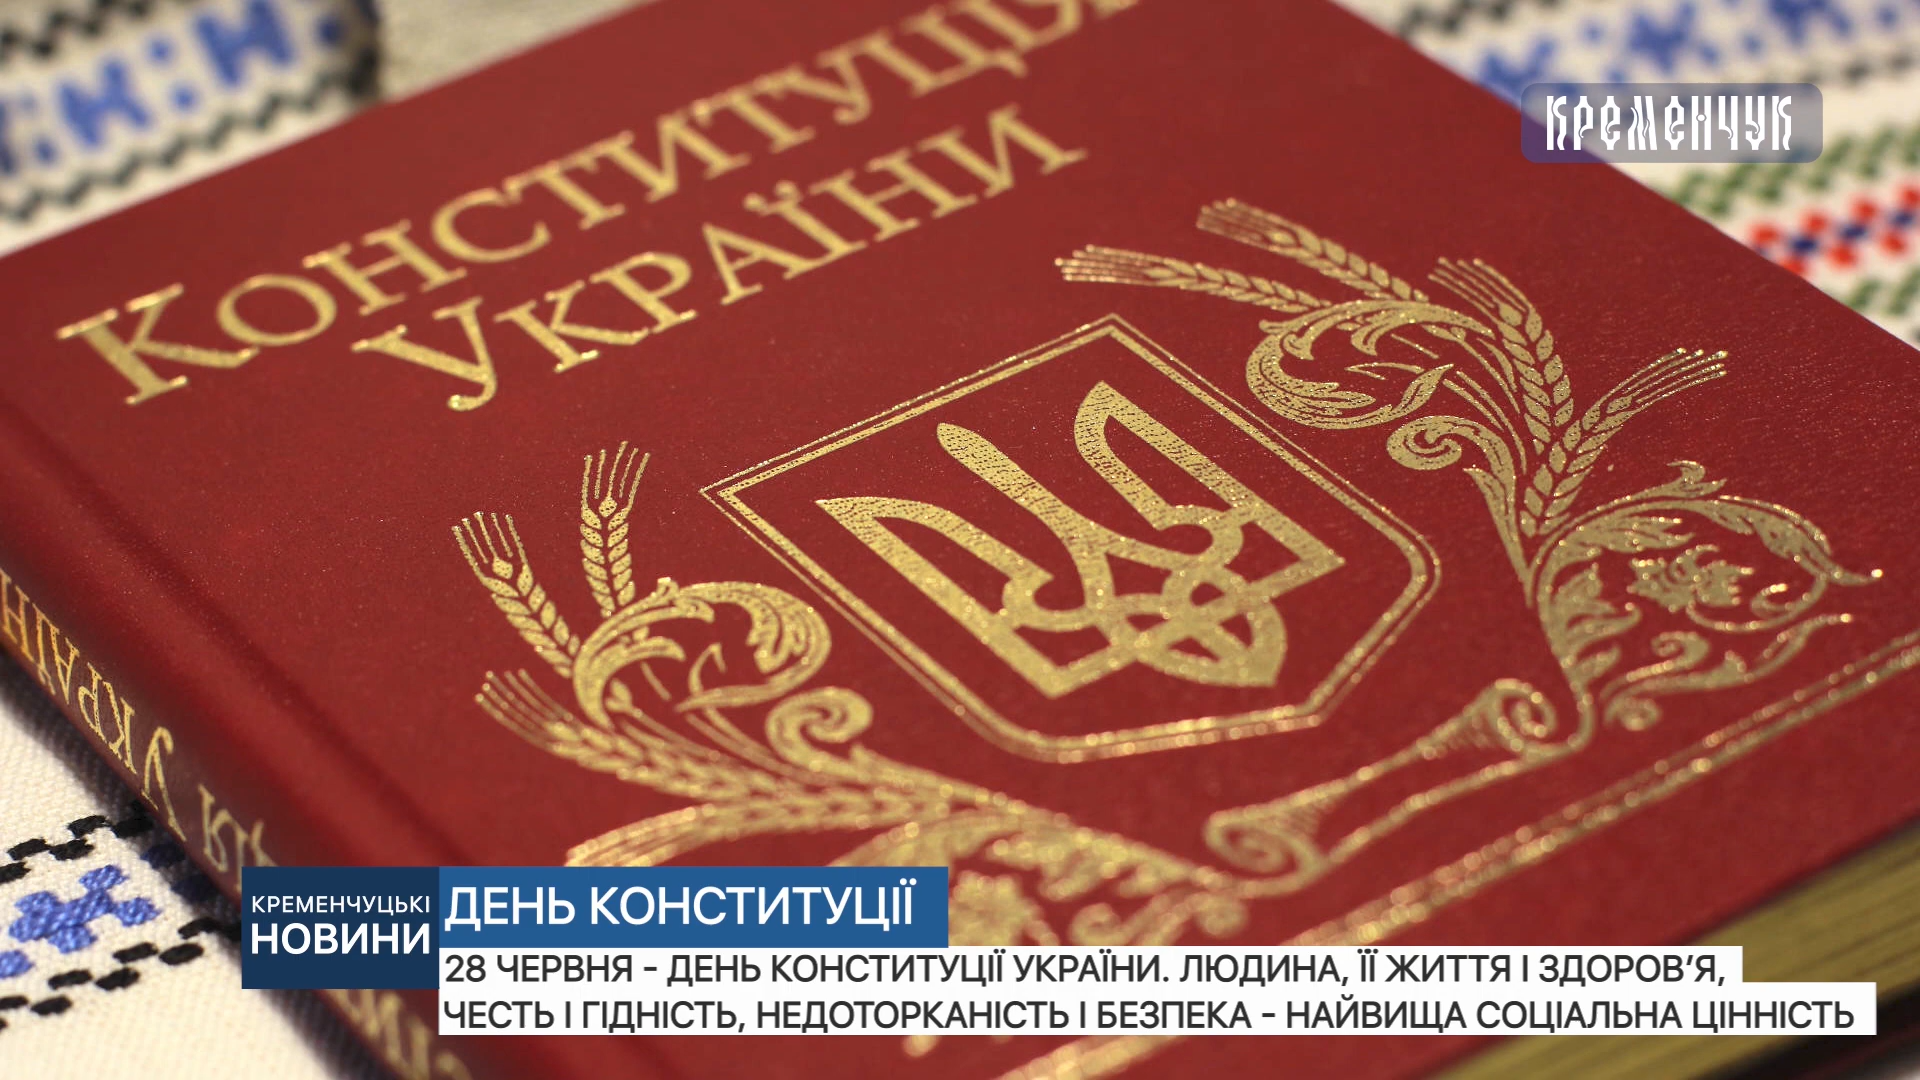 КОНСТИТУЦІЯ
УКРАЇНИ
КРЕМЕНЧУК
УКРАЇН
КРЕМЕНЧУЦЬКІ
НОВИНИ
ДЕНЬ КОНСТИТУЦІЇ
28 ЧЕРВНЯ - ДЕНЬ КОНСТИТУЦІЇ УКРАЇНИ. ЛЮДИНА, ЇЇ ЖИТТЯ І ЗДОРОВ’Я,
ЧЕСТЬ І ГІДНІСТЬ, НЕДОТОРКАНІСТЬ І БЕЗПЕКА - НАЙВИЩА СОЦІАЛЬНА ЦІННІСТЬ